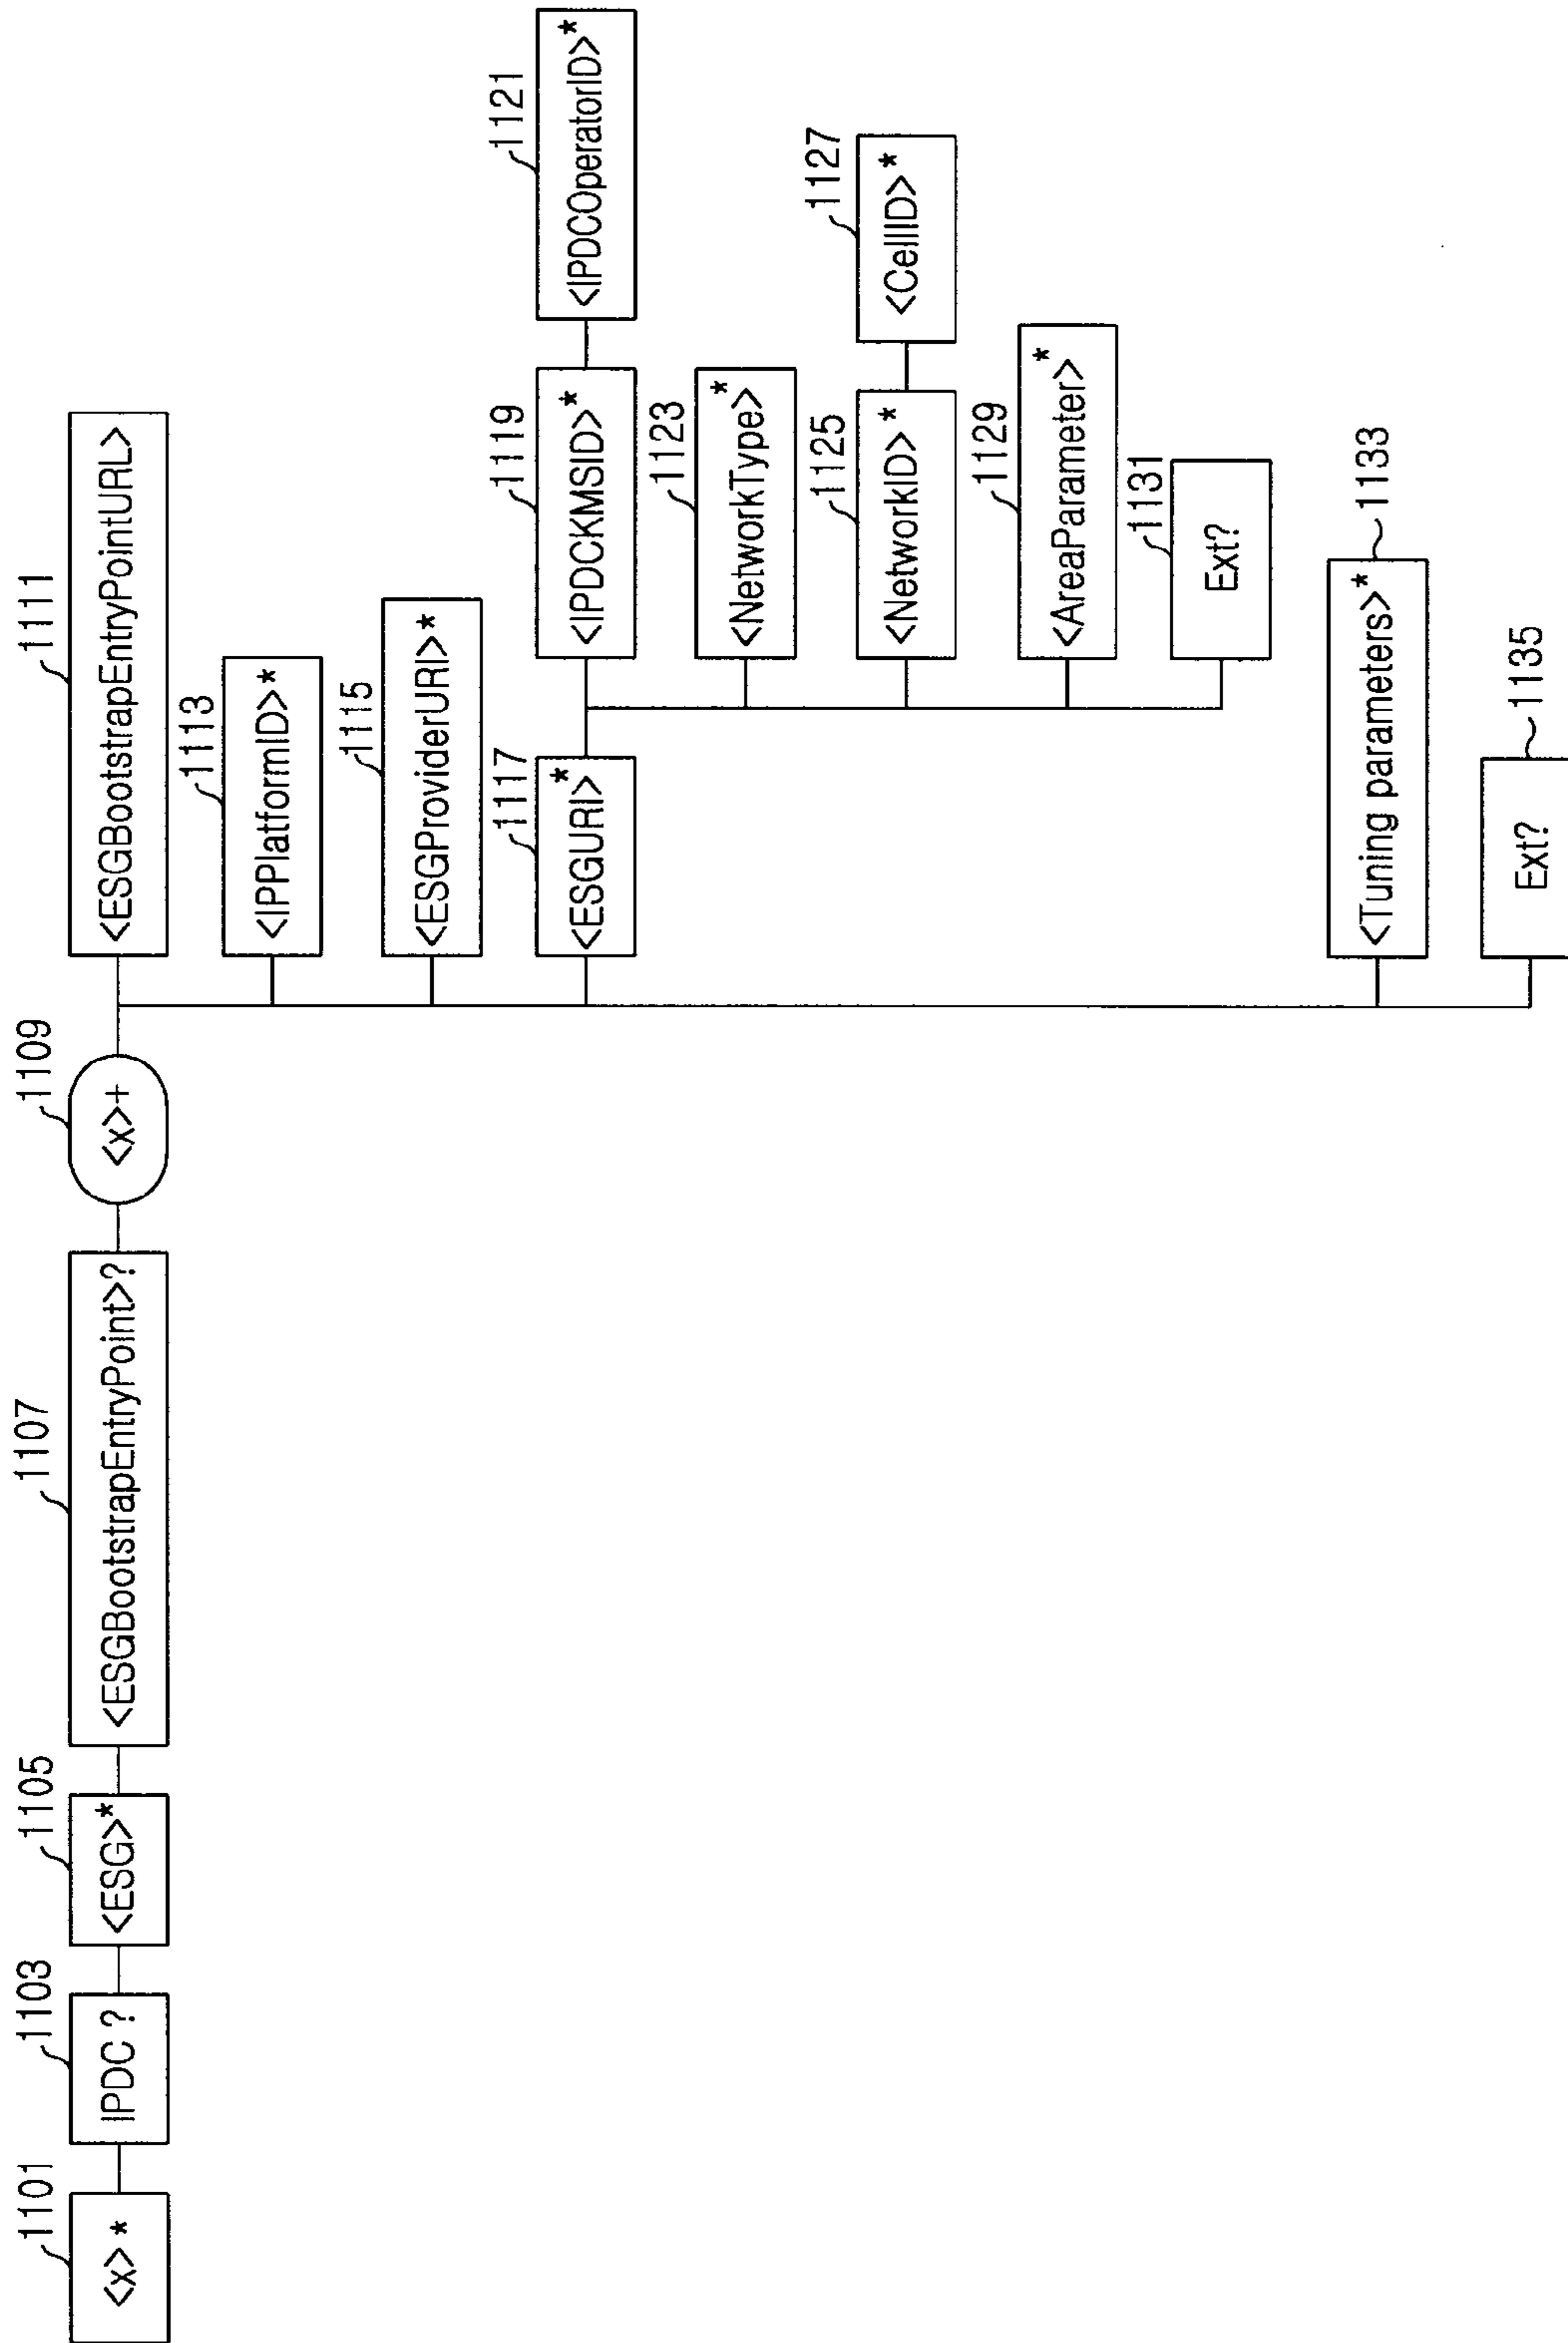 1101
<x> *
1103
IPDC ?
1105
<ESG>*
1107
<ESGBootstrapEntryPoint>?
1109
<x>+
1111
<ESGBootstrapEntryPointURL>
1113
<IPPlatformID>*
1115
<ESGProviderURI>*
1117
<ESGURI>*
1119
<IPDCKMSID>*
1121
<IPDCOperatorID>*
1123
<NetworkType>*
1125
<NetworkID>*
1127
<CellID>*
1129
<AreaParameter>*
1131
Ext?
<Tuning parameters>*
1133
Ext?
1135